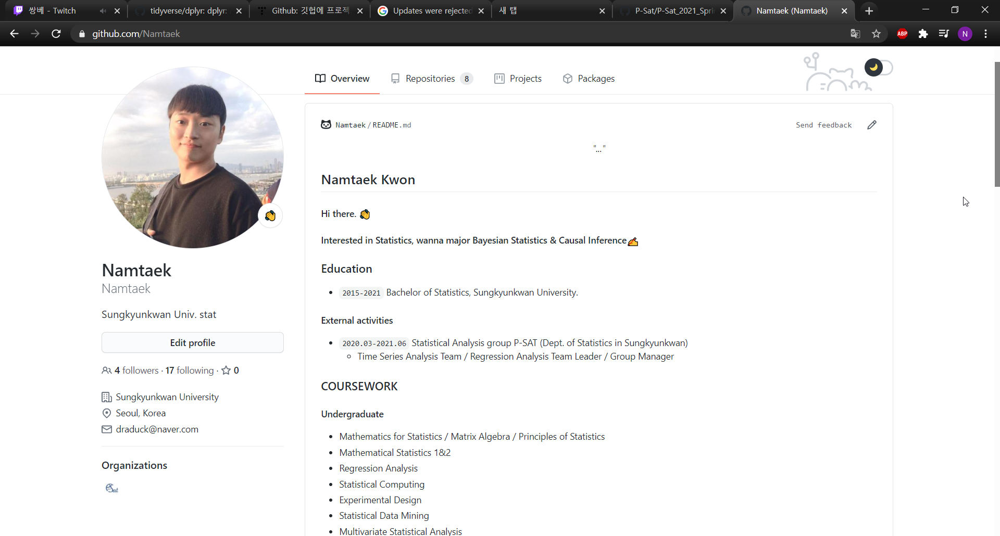 쌍베 - Twitch
tidyverse/dplyr: dplyr:
Github: 깃헙에 프로젝
Updates were rejected
새 탭
P-Sat/P-Sat_2021_Sprin
Namtaek (Namtaek)
github.com/Namtaek
ABP
N
Overview
Repositories 8
Projects
Packages
Namtaek/README.md
Send feedback
"..."
Namtaek Kwon
Hi there.
Interested in Statistics, wanna major Bayesian Statistics & Causal Inference
Education
2015-2021 Bachelor of Statistics, Sungkyunkwan University.
External activities
2020.03-2021.06 Statistical Analysis group P-SAT (Dept. of Statistics in Sungkyunkwan)
Time Series Analysis Team / Regression Analysis Team Leader / Group Manager
COURSEWORK
Undergraduate
Mathematics for Statistics / Matrix Algebra / Principles of Statistics
Mathematical Statistics 1&2
Regression Analysis
Statistical Computing
Experimental Design
Statistical Data Mining
Multivariate Statistical Analysis
Namtaek
Namtaek
Sungkyunkwan Univ. stat
Edit profile
4 followers · 17 following · 0
Sungkyunkwan University
Seoul, Korea
draduck@naver.com
Organizations
P-Sat